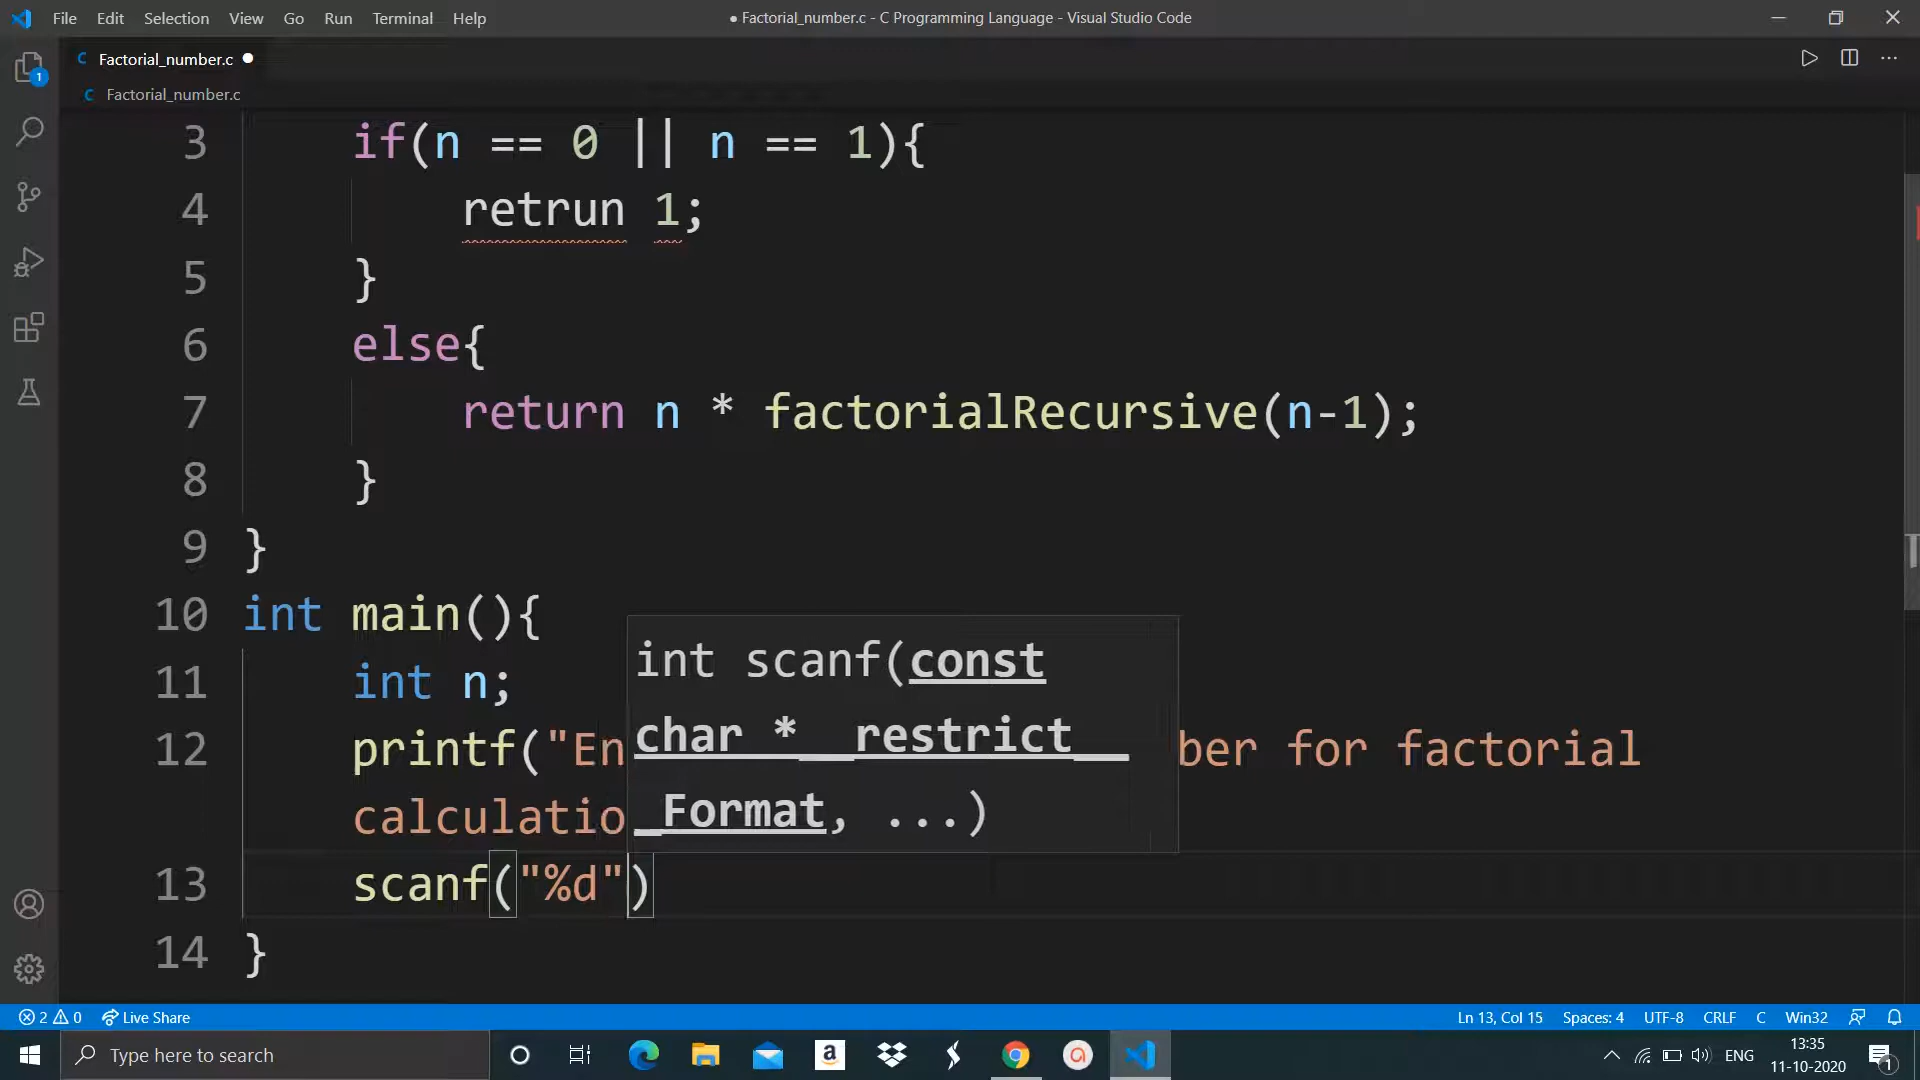 File Edit Selection View Go Run Terminal Help
● Factorial_number.c - C Programming Language - Visual Studio Code
C Factorial_number.c ●
C Factorial_number.c
1
3 if(n == 0 || n == 1){
4 retrun 1;
5 }
6 else{
7 return n * factorialRecursive(n-1);
8 }
9 }
10 int main(){
11 int n;
int scanf(const
char *__restrict__
_Format, ...)
12 printf("En ber for factorial
calculatio
13 scanf("%d")
14 }
2 0 Live Share
Ln 13, Col 15 Spaces: 4 UTF-8 CRLF C Win32
Type here to search
a
ENG
13:35
11-10-2020
1